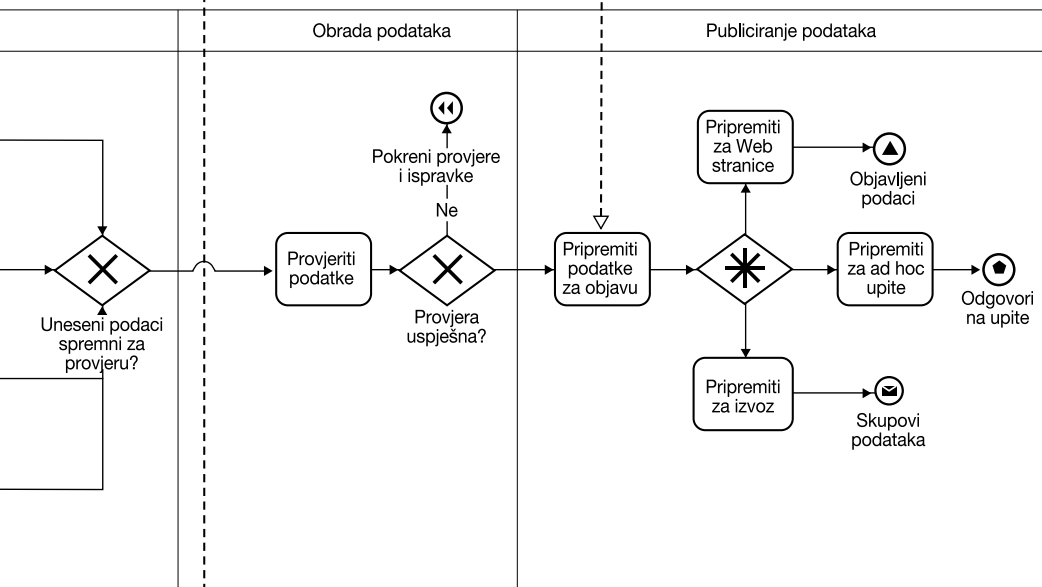 Obrada podataka
Publiciranje podataka
Pokreni provjere
i ispravke
Ne
Uneseni podaci
spremni za
provjeru?
Provjeriti
podatke
Provjera
uspješna?
Pripremiti
podatke
za objavu
Pripremiti
za Web
stranice
Objavljeni
podaci
Pripremiti
za ad hoc
upite
Odgovori
na upite
Pripremiti
za izvoz
Skupovi
podataka